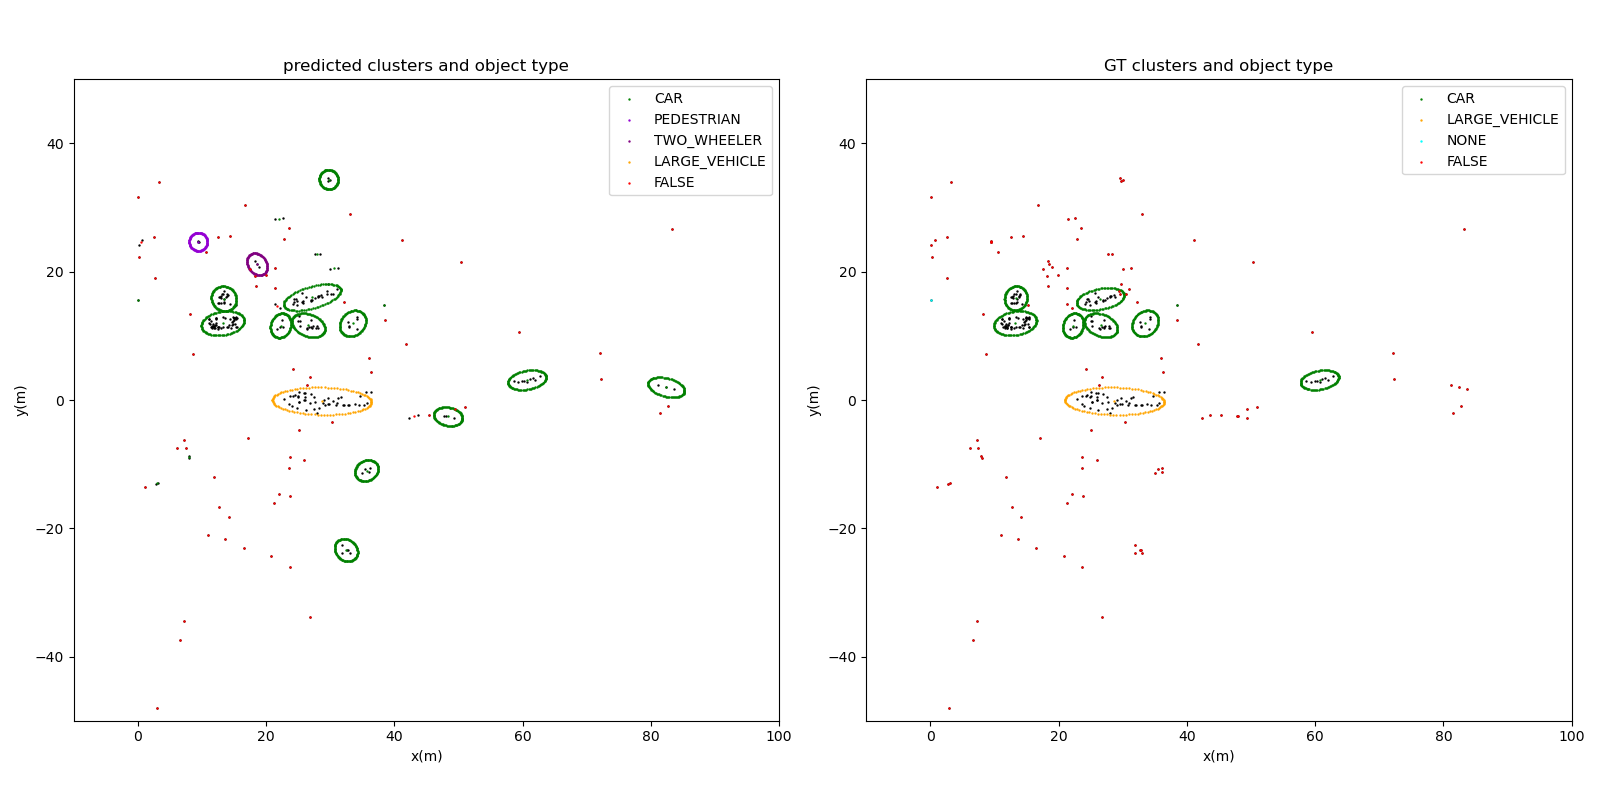 predicted clusters and object type
CAR
PEDESTRIAN
TWO_WHEELER
LARGE_VEHICLE
FALSE
40
20
0
−20
−40
y(m)
0
20
40
60
80
100
x(m)
GT clusters and object type
CAR
LARGE_VEHICLE
NONE
FALSE
40
20
0
−20
−40
y(m)
0
20
40
60
80
100
x(m)